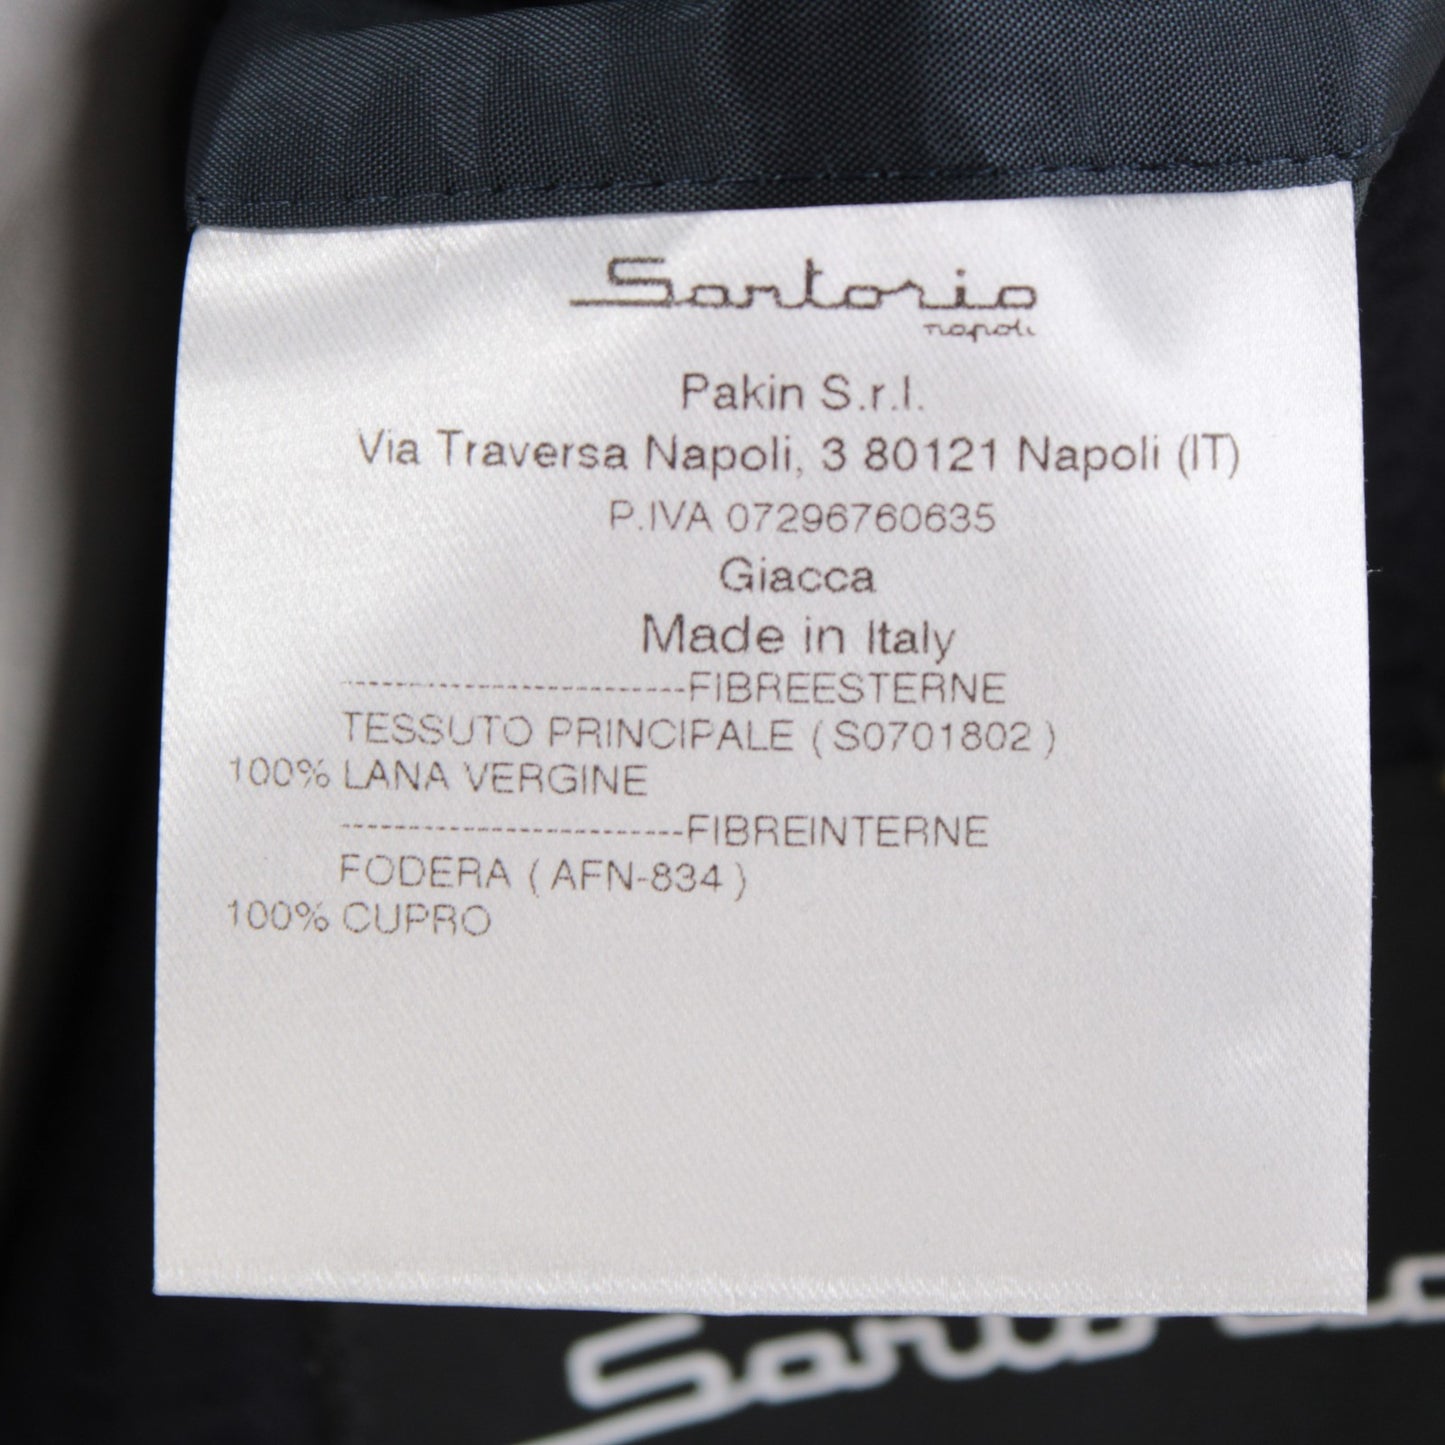 Sartorio
napoli
Pakin S.r.l.
Via Traversa Napoli, 3 80121 Napoli (IT)
P.IVA 07296760635
Giacca
Made in Italy
-------------------------FIBREESTERNE
TESSUTO PRINCIPALE ( S0701802 )
100% LANA VERGINE
-------------------------FIBREINTERNE
FODERA ( AFN-834 )
100% CUPRO
Sartorio